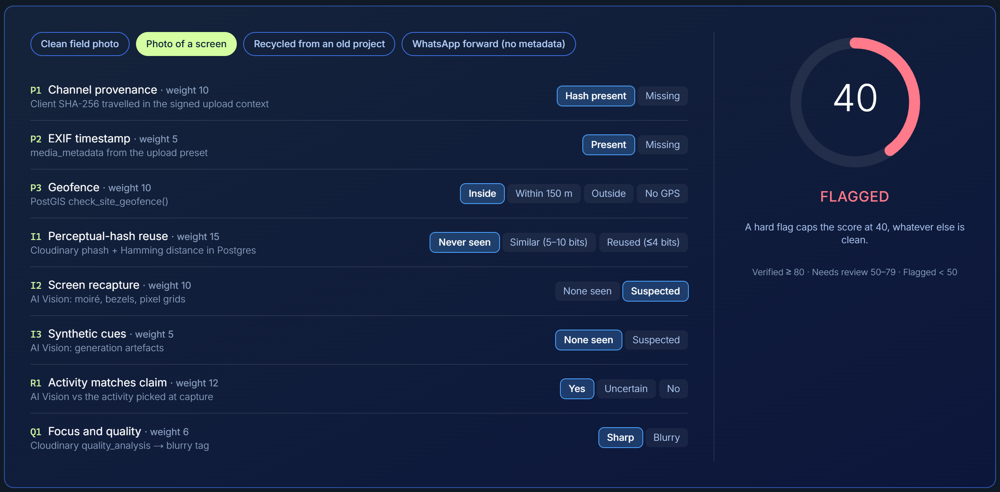 Clean field photo
Photo of a screen
Recycled from an old project
WhatsApp forward (no metadata)
P1 Channel provenance · weight 10
Client SHA-256 travelled in the signed upload context
Hash present
Missing
P2 EXIF timestamp · weight 5
media_metadata from the upload preset
Present
Missing
P3 Geofence · weight 10
PostGIS check_site_geofence()
Inside
Within 150 m
Outside
No GPS
I1 Perceptual-hash reuse · weight 15
Cloudinary phash + Hamming distance in Postgres
Never seen
Similar (5–10 bits)
Reused (≤4 bits)
I2 Screen recapture · weight 10
AI Vision: moiré, bezels, pixel grids
None seen
Suspected
I3 Synthetic cues · weight 5
AI Vision: generation artefacts
None seen
Suspected
R1 Activity matches claim · weight 12
AI Vision vs the activity picked at capture
Yes
Uncertain
No
Q1 Focus and quality · weight 6
Cloudinary quality_analysis → blurry tag
Sharp
Blurry
40
FLAGGED
A hard flag caps the score at 40, whatever else is
clean.
Verified ≥ 80 · Needs review 50–79 · Flagged < 50